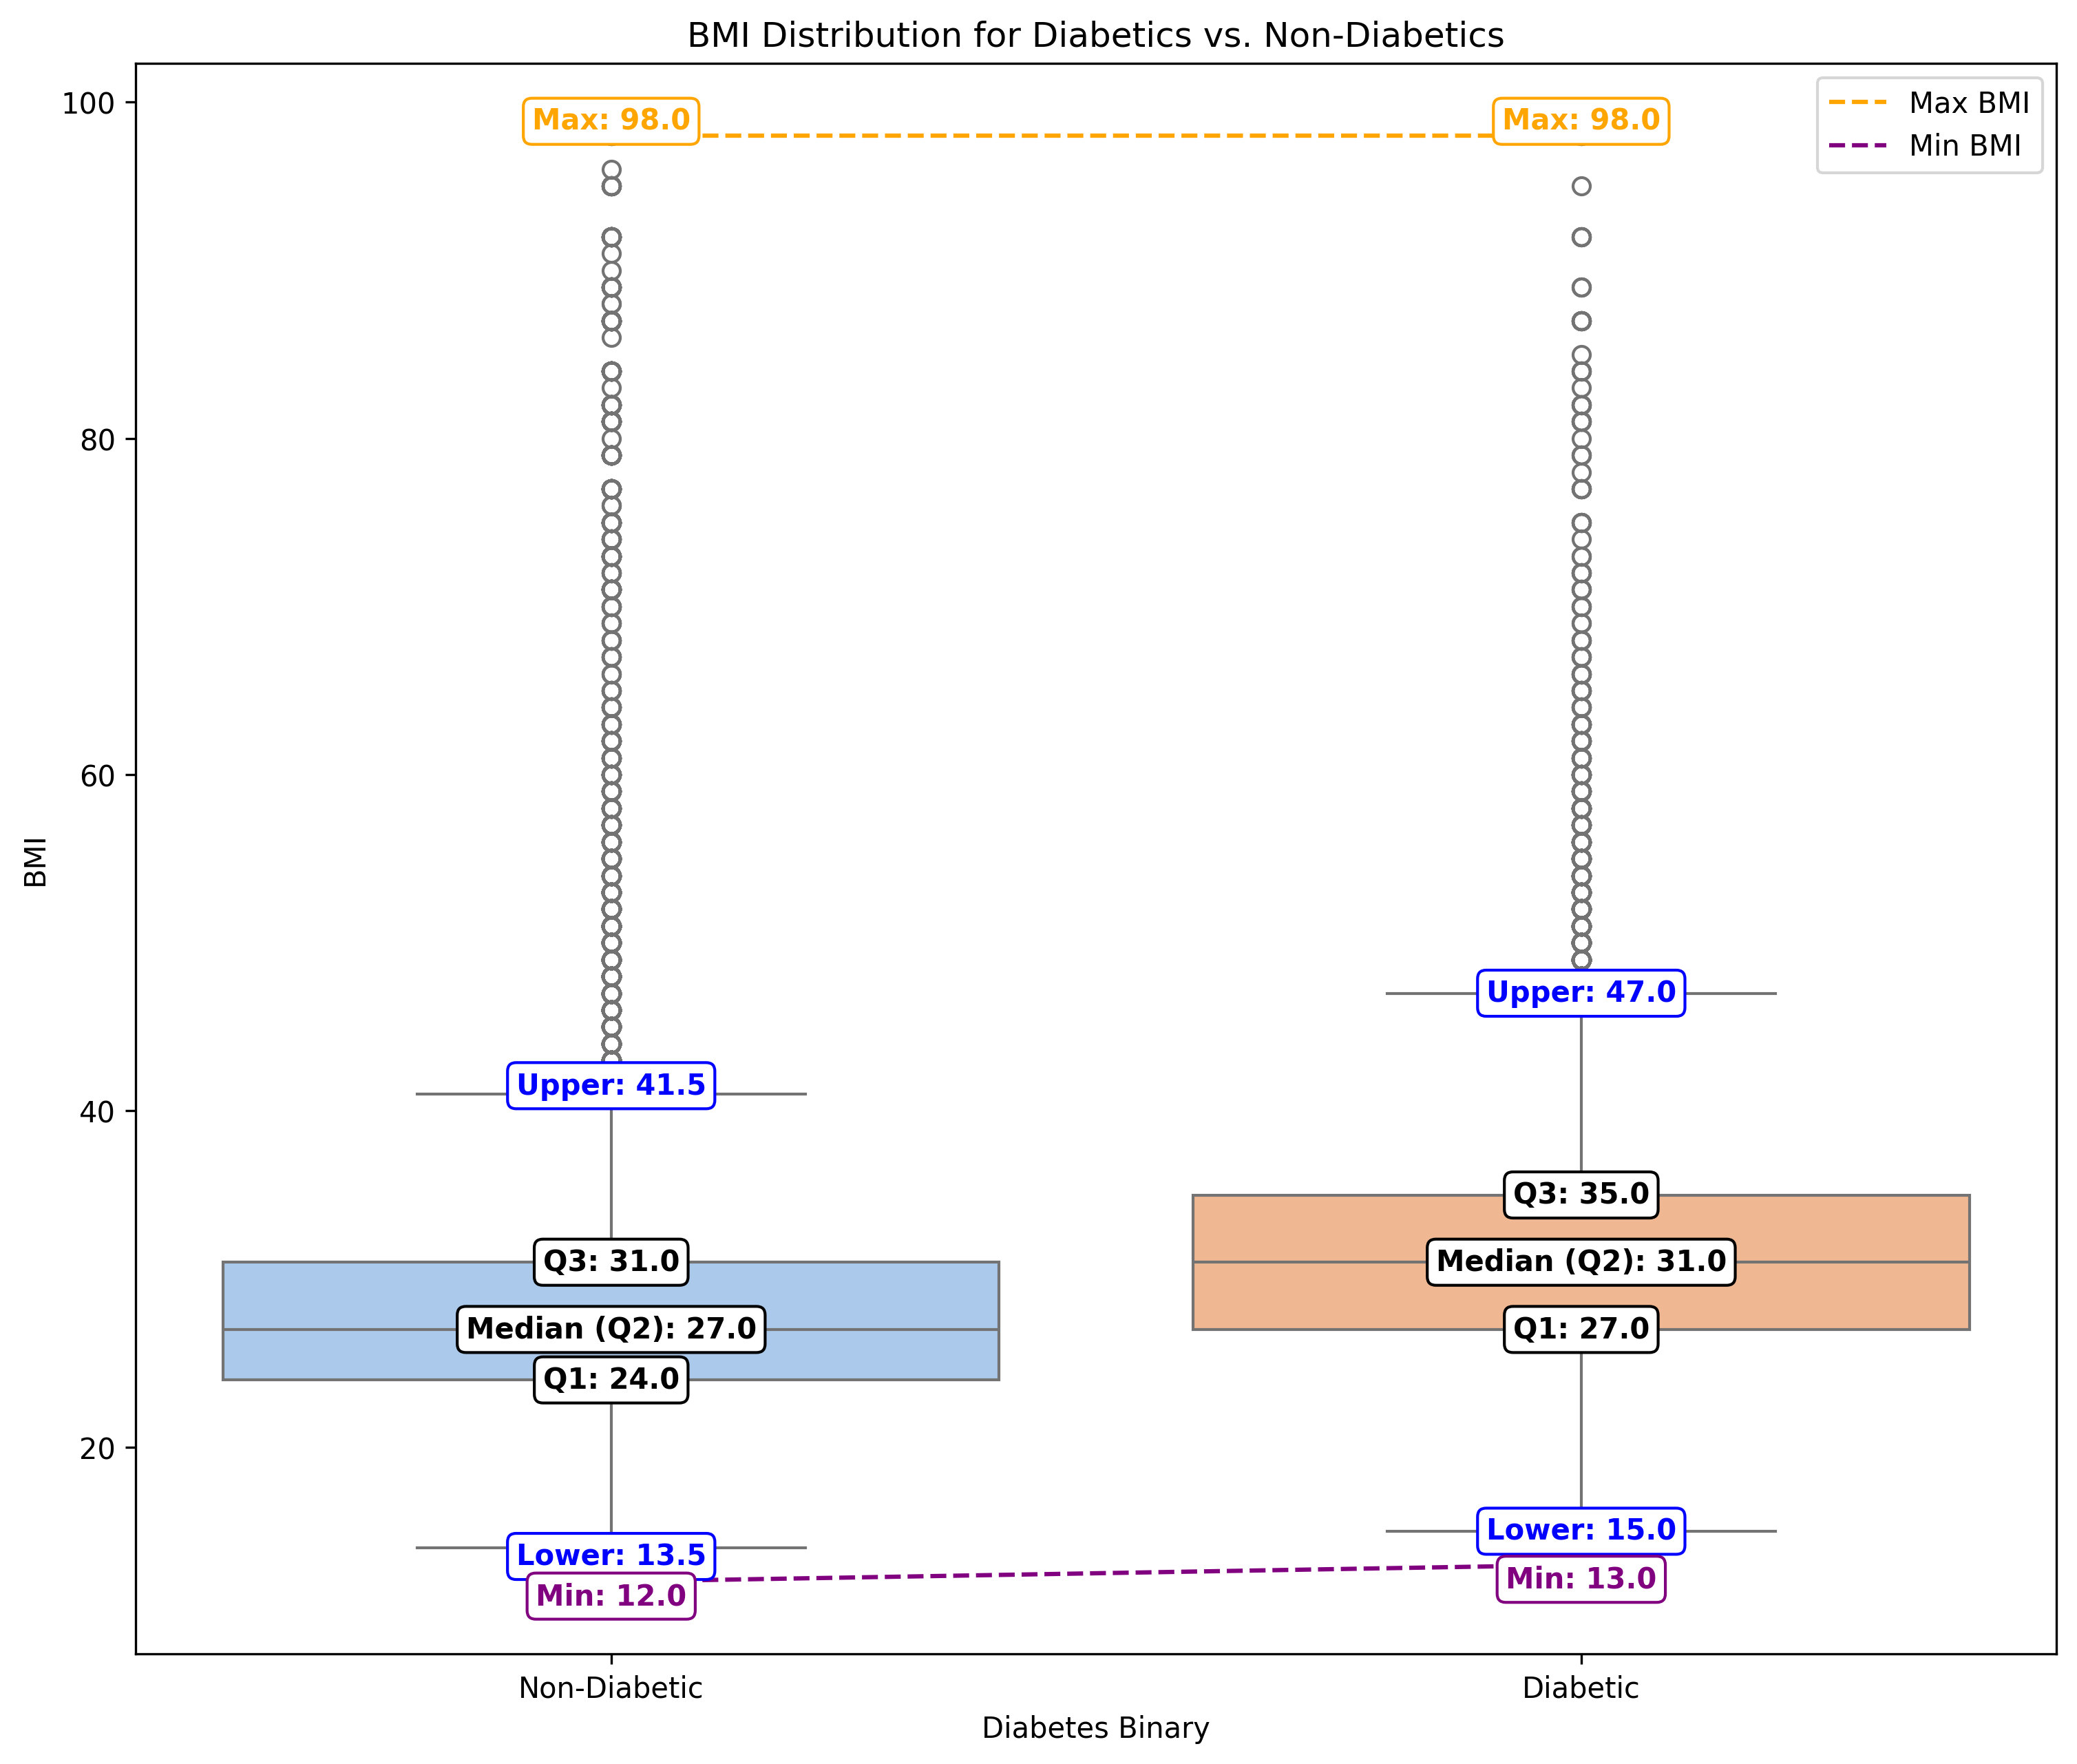 BMI Distribution for Diabetics vs. Non-Diabetics
Max BMI
Min BMI
100
80
60
40
20
BMI
Max: 98.0
Max: 98.0
Upper: 47.0
Upper: 41.5
Q3: 35.0
Q3: 31.0
Median (Q2): 31.0
Median (Q2): 27.0
Q1: 27.0
Q1: 24.0
Lower: 15.0
Lower: 13.5
Min: 13.0
Min: 12.0
Non-Diabetic
Diabetic
Diabetes Binary